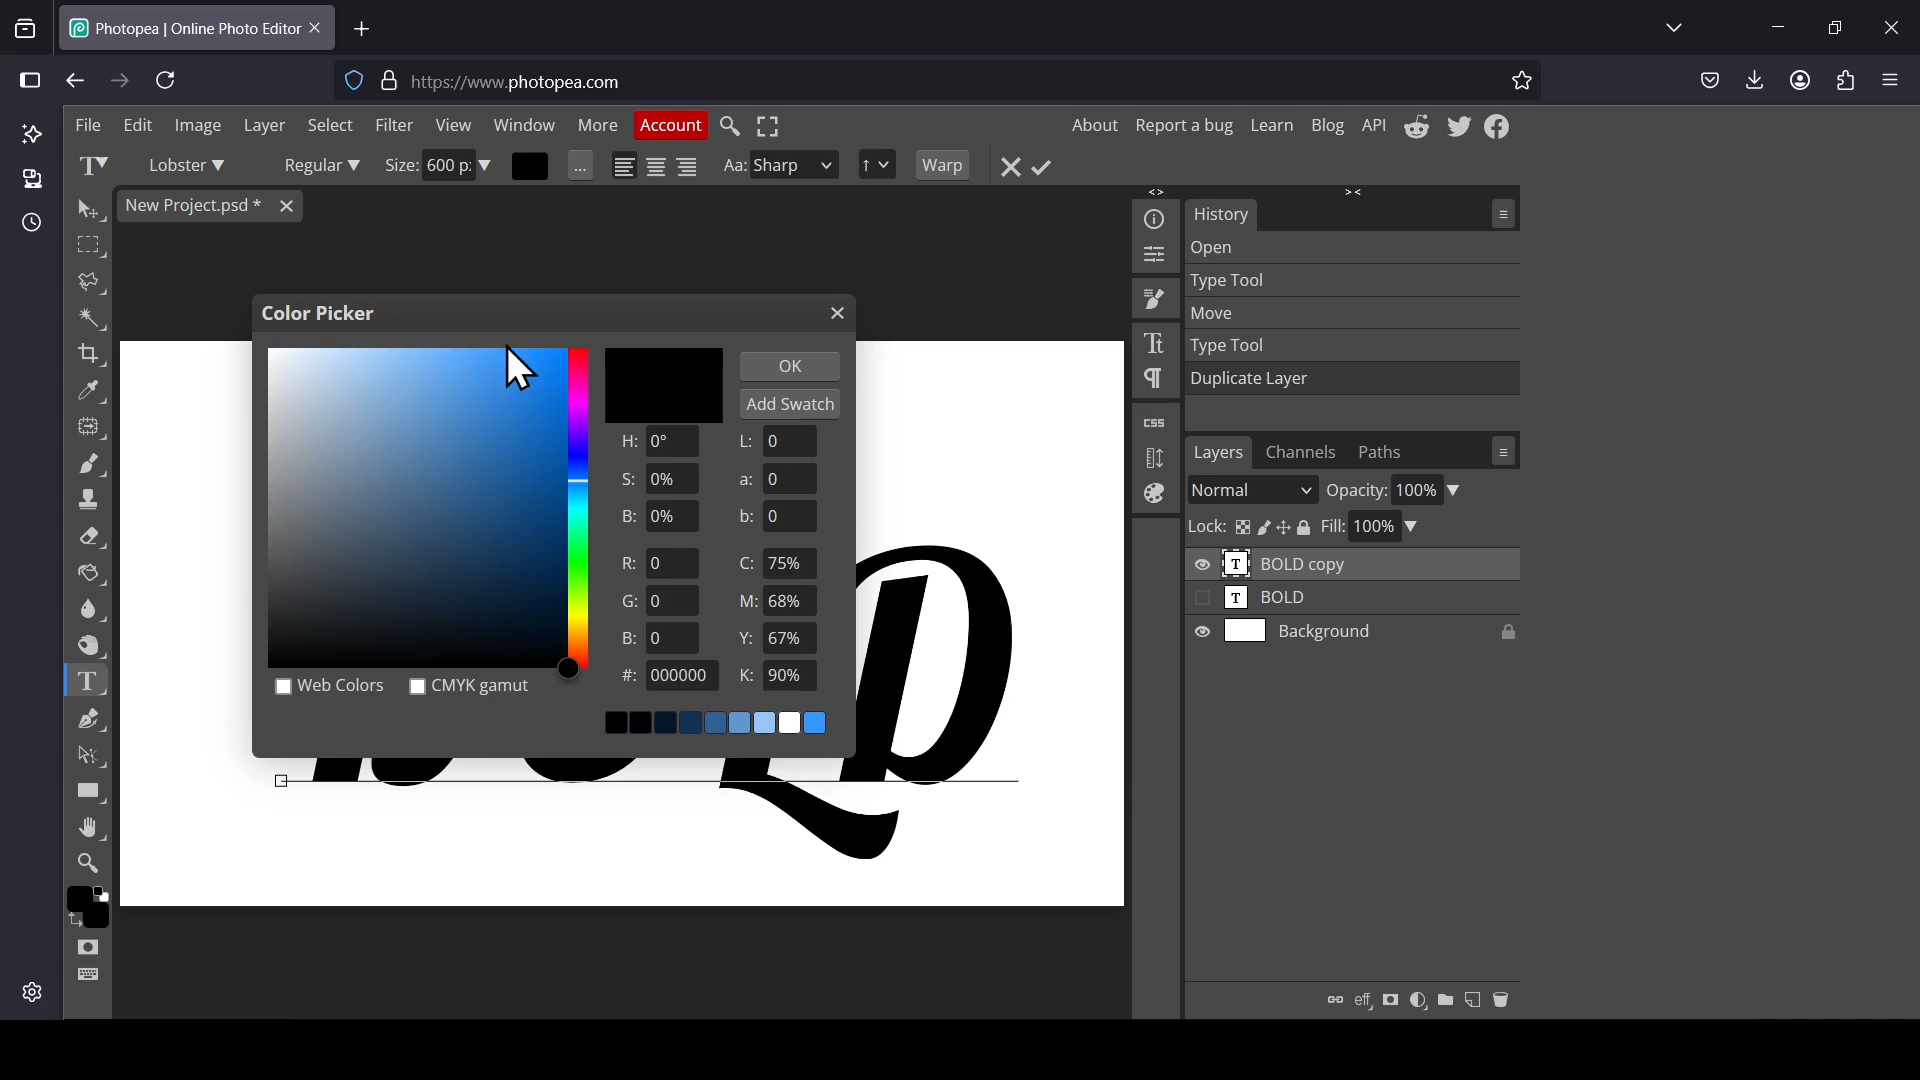 Photopea | Online Photo Editor
https://www.photopea.com
File Edit Image Layer Select Filter View Window More Account About Report a bug Learn Blog API
T Lobster Regular Size: 600 p: ... Aa: Sharp Warp
New Project.psd *
< > > <
History
Open
Type Tool
Move
Type Tool
Duplicate Layer
Color Picker
OK
Add Swatch
H: 0° L: 0
S: 0% a: 0
B: 0% b: 0
R: 0 C: 75%
G: 0 M: 68%
B: 0 Y: 67%
#: 000000 K: 90%
Web Colors CMYK gamut
CSS
Layers Channels Paths
Normal Opacity: 100%
Lock: Fill: 100%
T BOLD copy
T BOLD
Background
eff